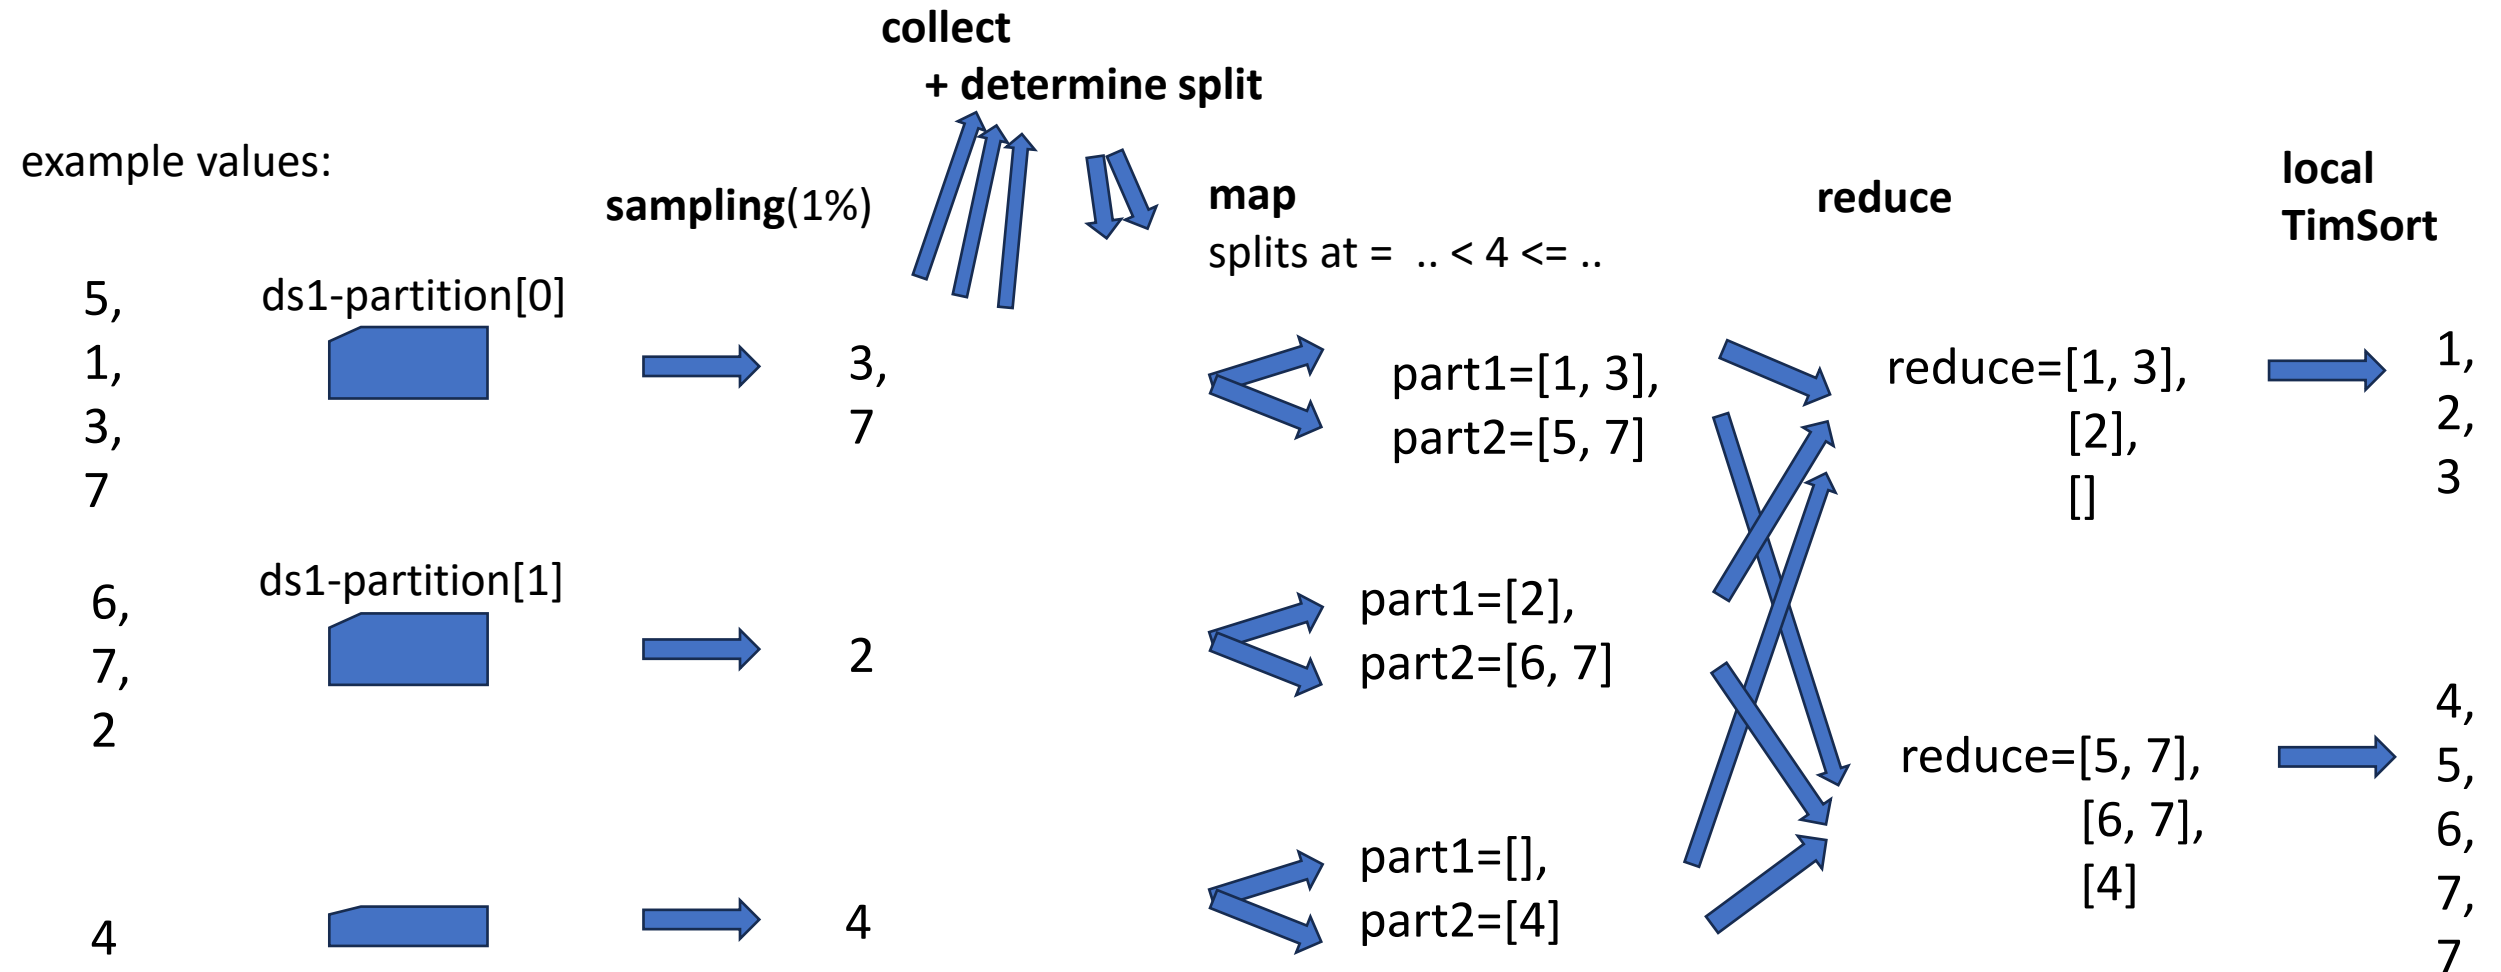 collect
+ determine split
example values:
sampling(1%)
map
splits at = .. < 4 <= ..
reduce
local
TimSort
5,
1,
3,
7
ds1-partition[0]
3,
7
part1=[1, 3],
part2=[5, 7]
reduce=[1, 3],
[2],
[]
1,
2,
3
6,
7,
2
ds1-partition[1]
2
part1=[2],
part2=[6, 7]
reduce=[5, 7],
[6, 7],
[4]
4,
5,
6,
7,
7
4
4
part1=[],
part2=[4]